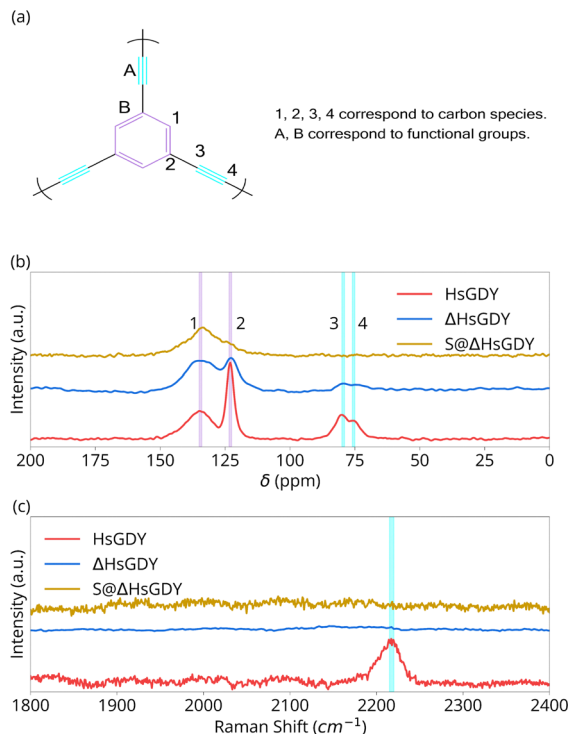 (a)
A
B
1
2
3
4
1, 2, 3, 4 correspond to carbon species.
A, B correspond to functional groups.
(b)
Intensity (a.u.)
1
2
3
4
HsGDY
ΔHsGDY
S@ΔHsGDY
200 175 150 125 100 75 50 25 0
δ (ppm)
(c)
Intensity (a.u.)
HsGDY
ΔHsGDY
S@ΔHsGDY
1800 1900 2000 2100 2200 2300 2400
Raman Shift (cm⁻¹)